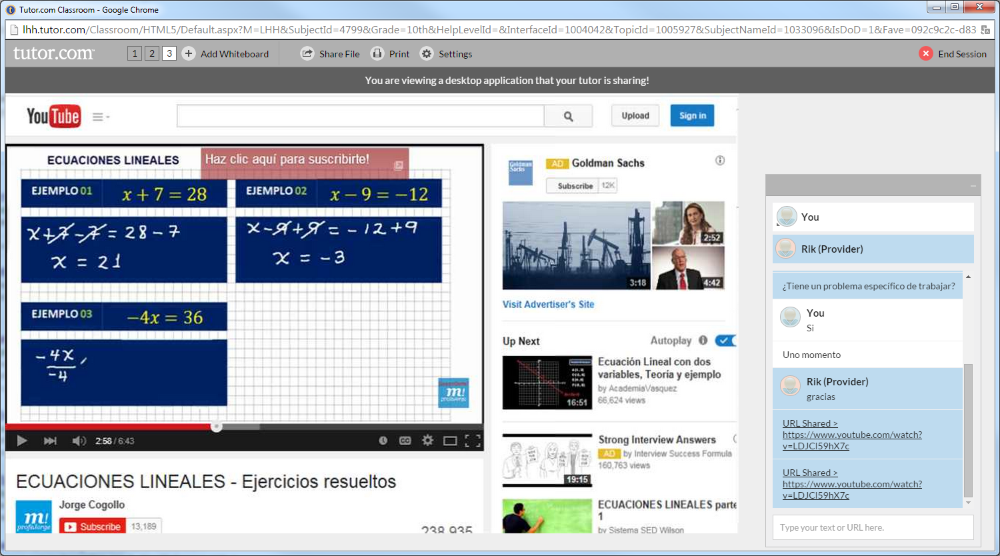 Tutor.com Classroom - Google Chrome
lhh.tutor.com/Classroom/HTML5/Default.aspx?M=LHH&SubjectId=4799&Grade=10th&HelpLevelId=&InterfaceId=1004042&TopicId=1005927&SubjectNameId=1033096&IsDoD=1&Fave=092c9c2c-d83
tutor.com
1 2 3 + Add Whiteboard Share File Print Settings End Session
You are viewing a desktop application that your tutor is sharing!
YouTube Upload Sign in
ECUACIONES LINEALES
Haz clic aquí para suscribirte!
EJEMPLO 01 x + 7 = 28
x+7-7 = 28-7
x = 21
EJEMPLO 02 x − 9 = −12
x-9+9 = -12+9
x = -3
EJEMPLO 03 −4x = 36
-4x
-4
m!
profeJorge
2:58 / 6:43
CC
ECUACIONES LINEALES - Ejercicios resueltos
m!
profeJorge
Jorge Cogollo
Subscribe 13,189
238,935
Goldman Sachs
AD Goldman Sachs
Subscribe 12K
3:18
2:52
4:42
Visit Advertiser's Site
Up Next Autoplay
Ecuación Lineal con dos
variables, Teoría y ejemplo
by AcademiaVasquez
66,624 views
16:51
Strong Interview Answers
AD by Interview Success Formula
160,763 views
19:15
ECUACIONES LINEALES parte
1
by Sistema SED Wilson
You
Rik (Provider)
¿Tiene un problema específico de trabajar?
You
Si
Uno momento
Rik (Provider)
gracias
URL Shared >
https://www.youtube.com/watch?
v=LDJCl59hX7c
URL Shared >
https://www.youtube.com/watch?
v=LDJCl59hX7c
Type your text or URL here.